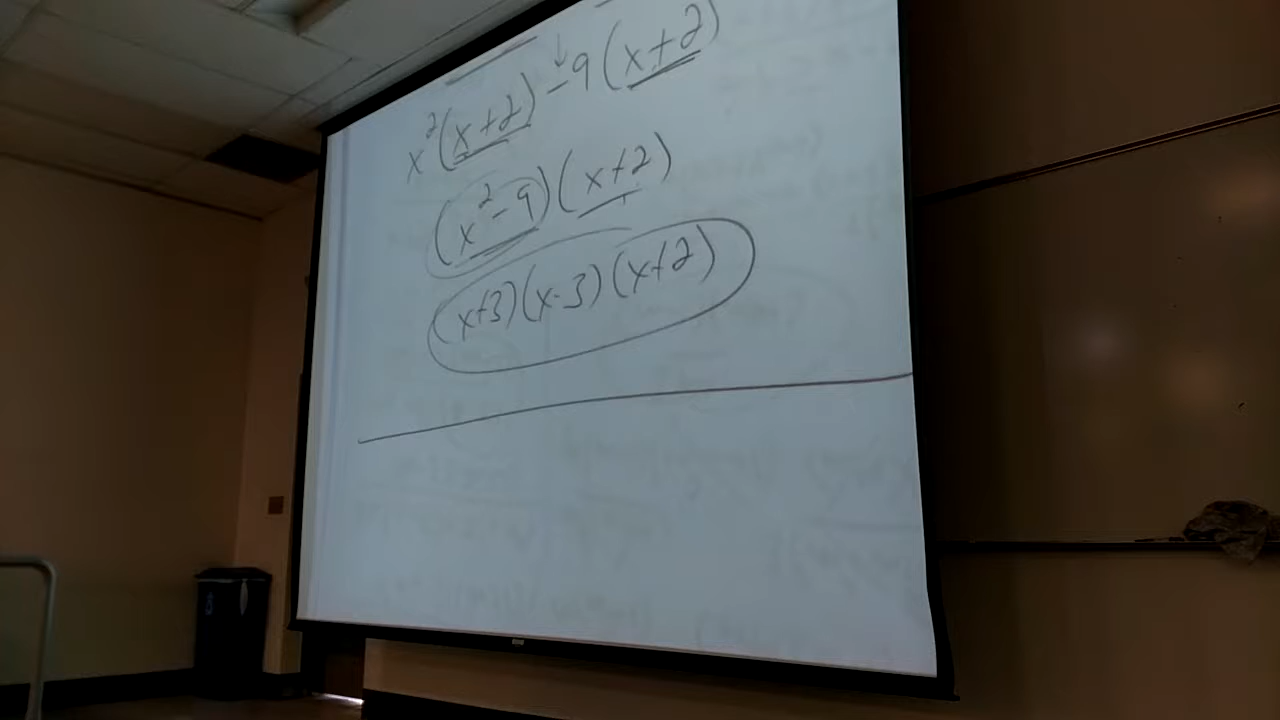 x²(x+2) - 9(x+2)
(x² - 9)(x+2)
(x+3)(x-3)(x+2)